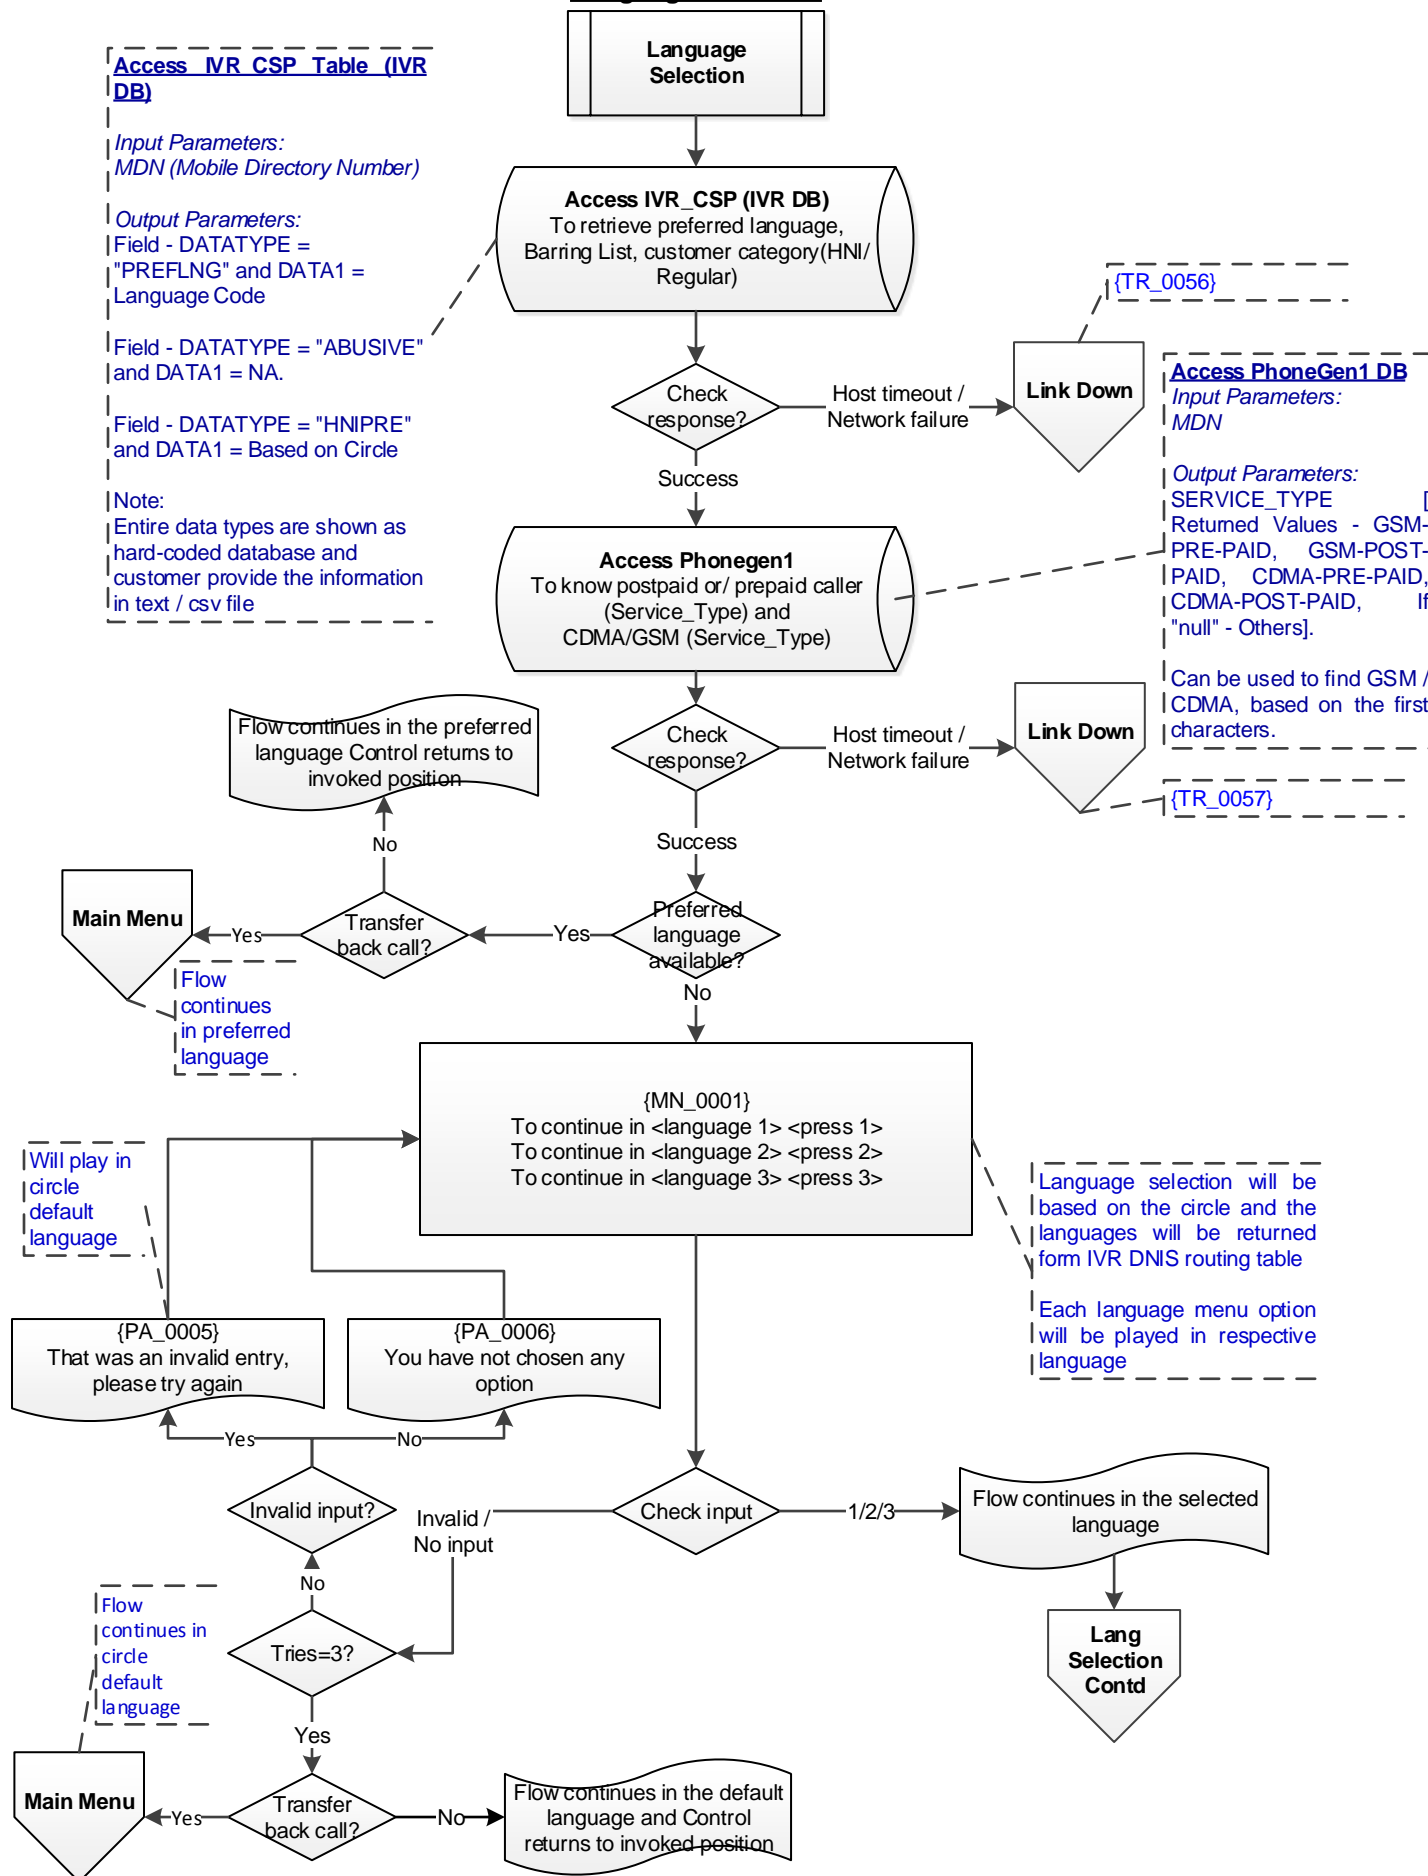 Language
Selection
Access IVR_CSP Table (IVR
DB)
Input Parameters:
MDN (Mobile Directory Number)
Output Parameters:
Field - DATATYPE =
"PREFLNG" and DATA1 =
Language Code
Field - DATATYPE = "ABUSIVE"
and DATA1 = NA.
Field - DATATYPE = "HNIPRE"
and DATA1 = Based on Circle
Note:
Entire data types are shown as
hard-coded database and
customer provide the information
in text / csv file
Access IVR_CSP (IVR DB)
To retrieve preferred language,
Barring List, customer category(HNI/
Regular)
{TR_0056}
Check
response?
Host timeout /
Network failure
Link Down
Success
Access PhoneGen1 DB
Input Parameters:
MDN
Output Parameters:
SERVICE_TYPE [
Returned Values - GSM-
PRE-PAID, GSM-POST-
PAID, CDMA-PRE-PAID,
CDMA-POST-PAID, If
"null" - Others].
Can be used to find GSM /
CDMA, based on the first
characters.
Access Phonegen1
To know postpaid or/ prepaid caller
(Service_Type) and
CDMA/GSM (Service_Type)
Flow continues in the preferred
language Control returns to
invoked position
Check
response?
Host timeout /
Network failure
Link Down
{TR_0057}
Success
No
Main Menu
Yes
Transfer
back call?
Yes
Preferred
language
available?
Flow
continues
in preferred
language
No
{MN_0001}
To continue in <language 1> <press 1>
To continue in <language 2> <press 2>
To continue in <language 3> <press 3>
Will play in
circle
default
language
Language selection will be
based on the circle and the
languages will be returned
form IVR DNIS routing table
Each language menu option
will be played in respective
language
{PA_0005}
That was an invalid entry,
please try again
{PA_0006}
You have not chosen any
option
Yes
No
Invalid input?
Invalid /
No input
Check input
1/2/3
Flow continues in the selected
language
No
Flow
continues in
circle
default
language
Tries=3?
Lang
Selection
Contd
Yes
Main Menu
Yes
Transfer
back call?
No
Flow continues in the default
language and Control
returns to invoked position